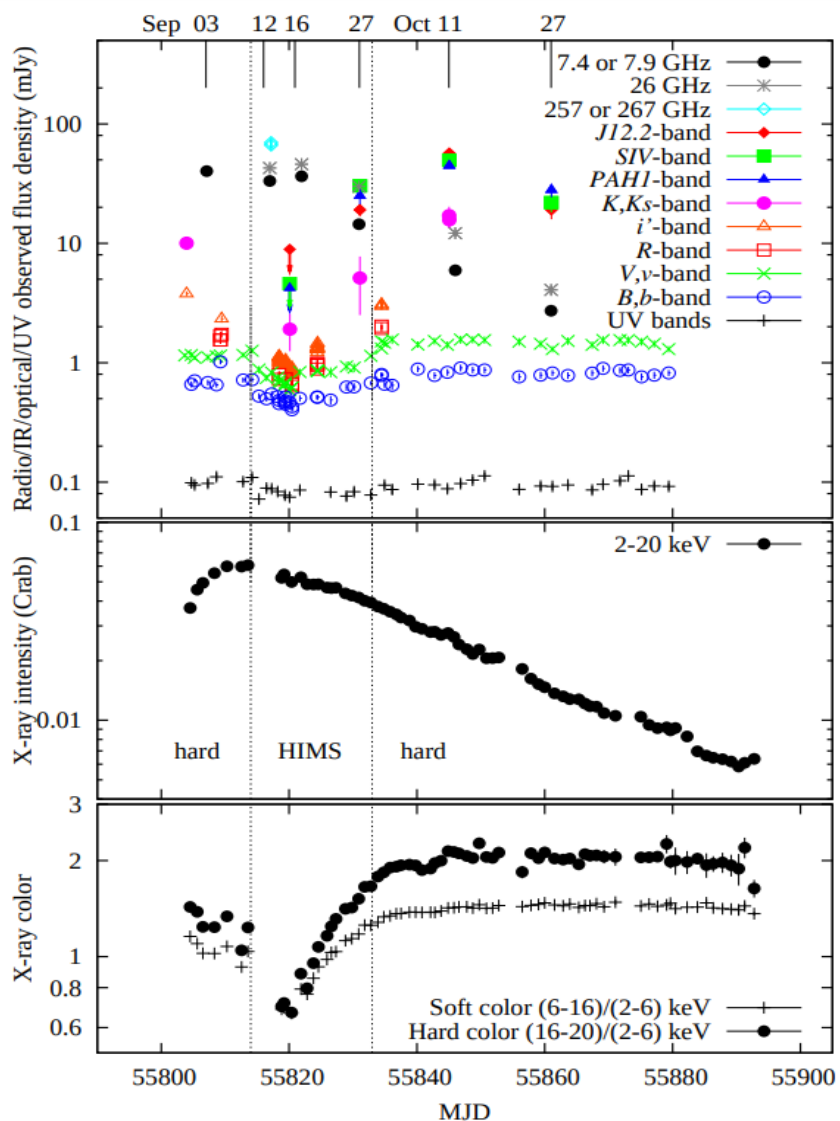 Sep 03 12 16 27 Oct 11 27
Radio/IR/optical/UV observed flux density (mJy)
100
10
1
0.1
7.4 or 7.9 GHz
26 GHz
257 or 267 GHz
J12.2-band
SIV-band
PAH1-band
K,Ks-band
i'-band
R-band
V,v-band
B,b-band
UV bands
X-ray intensity (Crab)
0.1
0.01
2-20 keV
hard HIMS hard
X-ray color
3
2
1
0.8
0.6
Soft color (6-16)/(2-6) keV
Hard color (16-20)/(2-6) keV
55800 55820 55840 55860 55880 55900
MJD